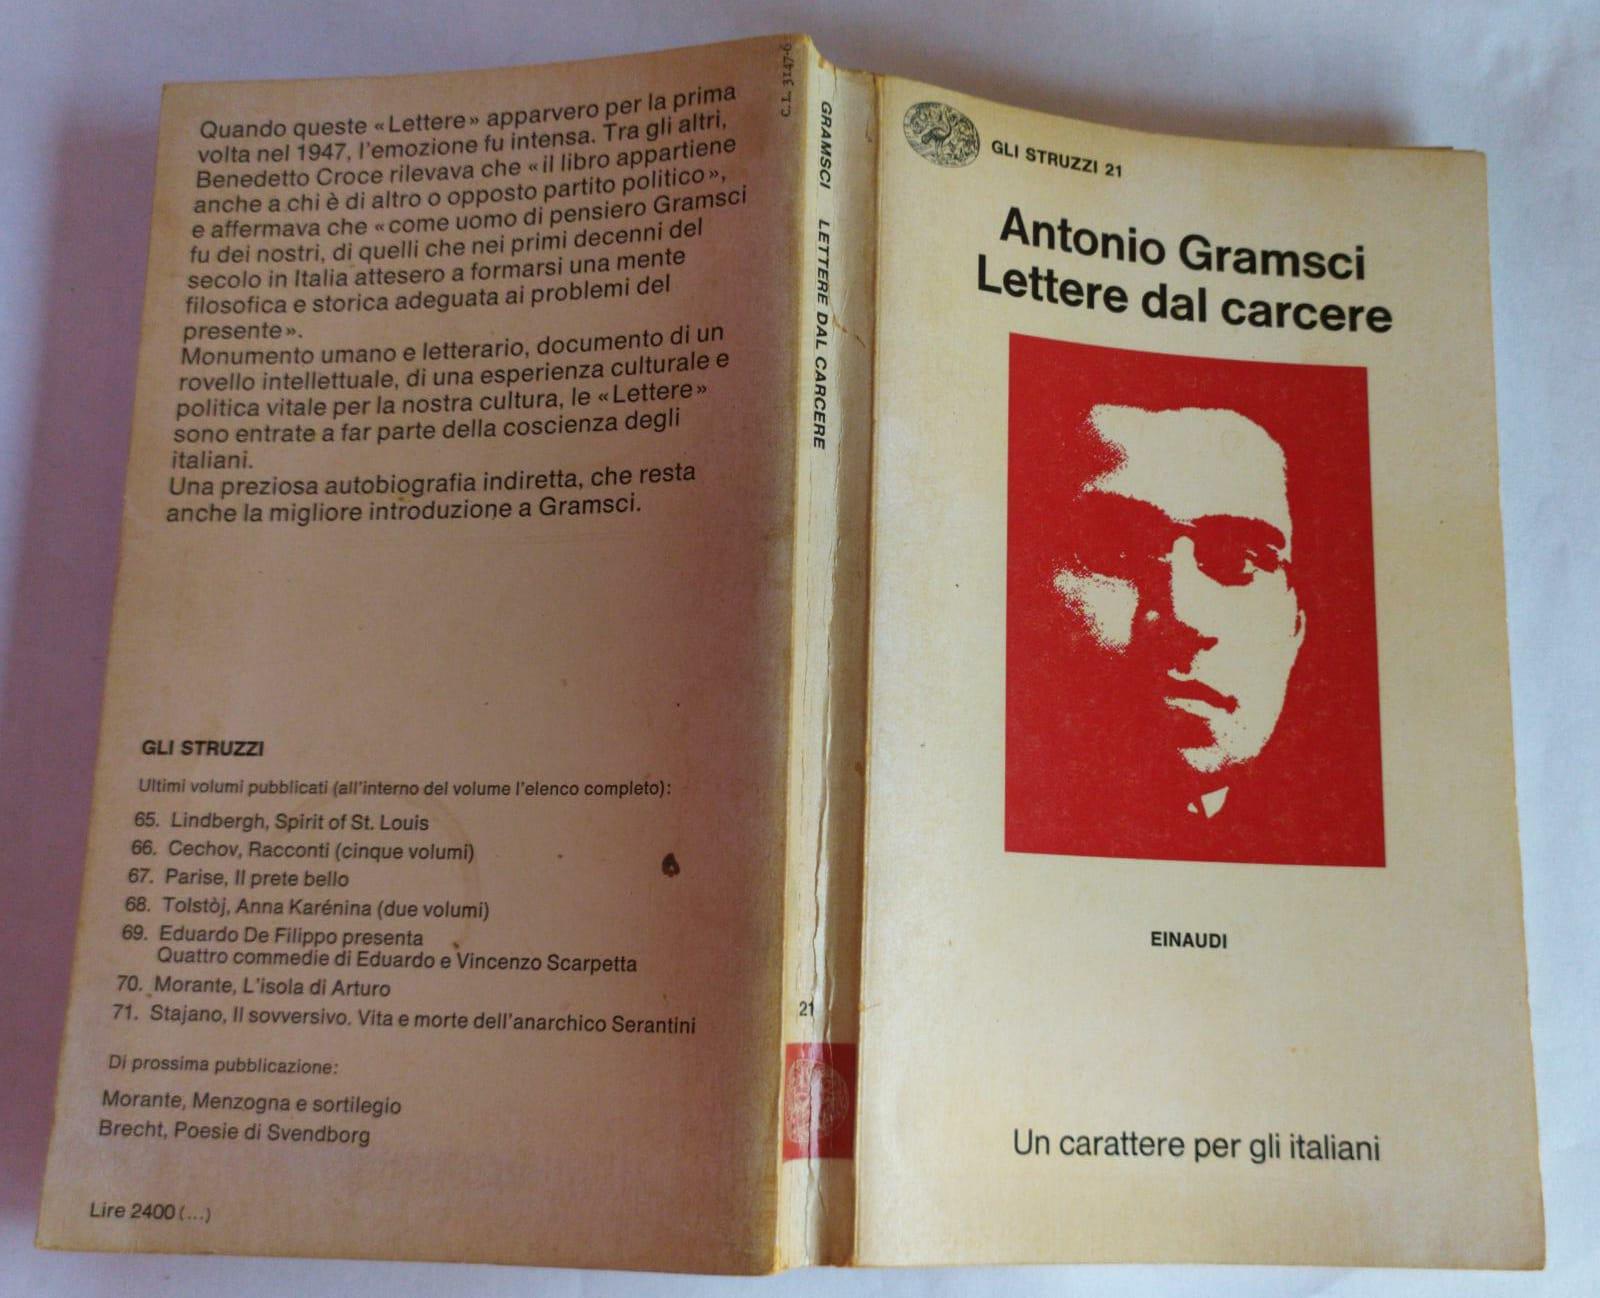 Quando queste «Lettere» apparvero per la prima
volta nel 1947, l'emozione fu intensa. Tra gli altri,
Benedetto Croce rilevava che «il libro appartiene
anche a chi è di altro o opposto partito politico»,
e affermava che «come uomo di pensiero Gramsci
fu dei nostri, di quelli che nei primi decenni del
secolo in Italia attesero a formarsi una mente
filosofica e storica adeguata ai problemi del
presente».
Monumento umano e letterario, documento di un
rovello intellettuale, di una esperienza culturale e
politica vitale per la nostra cultura, le «Lettere»
sono entrate a far parte della coscienza degli
italiani.
Una preziosa autobiografia indiretta, che resta
anche la migliore introduzione a Gramsci.
GLI STRUZZI
Ultimi volumi pubblicati (all'interno del volume l'elenco completo):
65. Lindbergh, Spirit of St. Louis
66. Cechov, Racconti (cinque volumi)
67. Parise, Il prete bello
68. Tolstòj, Anna Karénina (due volumi)
69. Eduardo De Filippo presenta
Quattro commedie di Eduardo e Vincenzo Scarpetta
70. Morante, L'isola di Arturo
71. Stajano, Il sovversivo. Vita e morte dell'anarchico Serantini
Di prossima pubblicazione:
Morante, Menzogna e sortilegio
Brecht, Poesie di Svendborg
Lire 2400 (...)
C.L. 3147-6
GRAMSCI LETTERE DAL CARCERE
21
GLI STRUZZI 21
Antonio Gramsci
Lettere dal carcere
EINAUDI
Un carattere per gli italiani